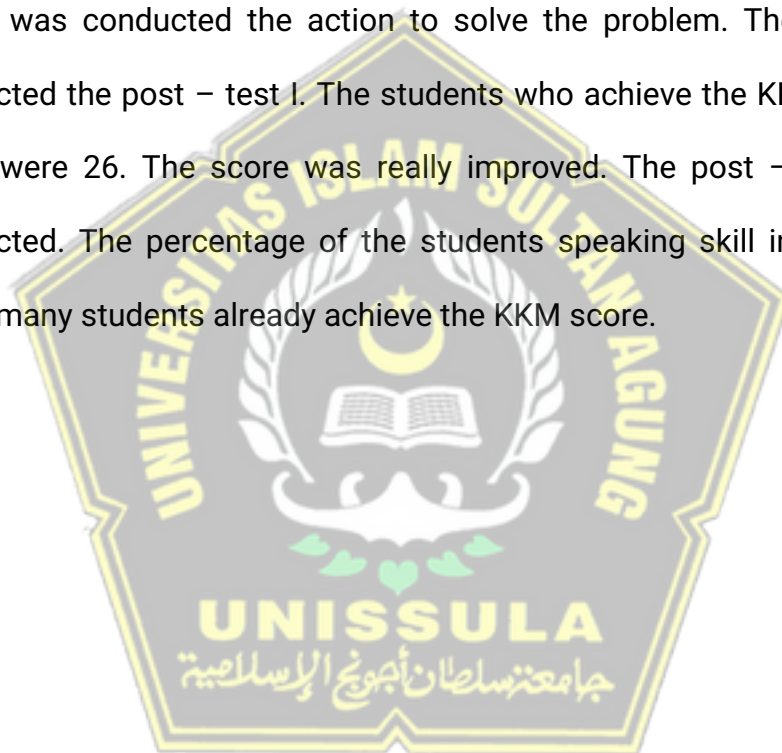 was conducted the action to solve the problem. The
cted the post – test I. The students who achieve the K
were 26. The score was really improved. The post –
cted. The percentage of the students speaking skill in
many students already achieve the KKM score.
UNIVERSITAS ISLAM SULTAN AGUNG
UNISSULA
جامعة سلطان أجونج الإسلامية